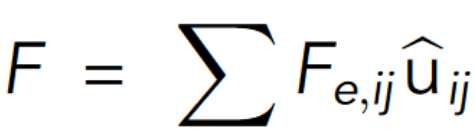 F = ∑ F_{e,ij} û_{ij}